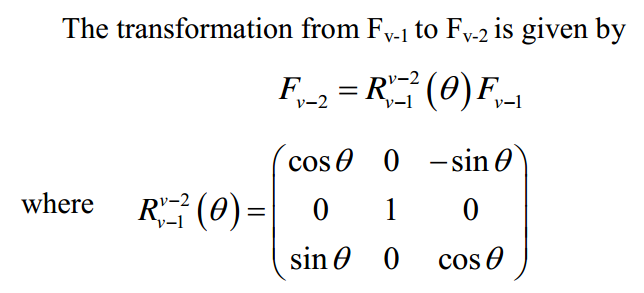 The transformation from F_{v-1} to F_{v-2} is given by
F_{v-2} = R_{v-1}^{v-2}(θ) F_{v-1}
cos θ 0 − sin θ
where R_{v-1}^{v-2}(θ) = 0 1 0
sin θ 0 cos θ